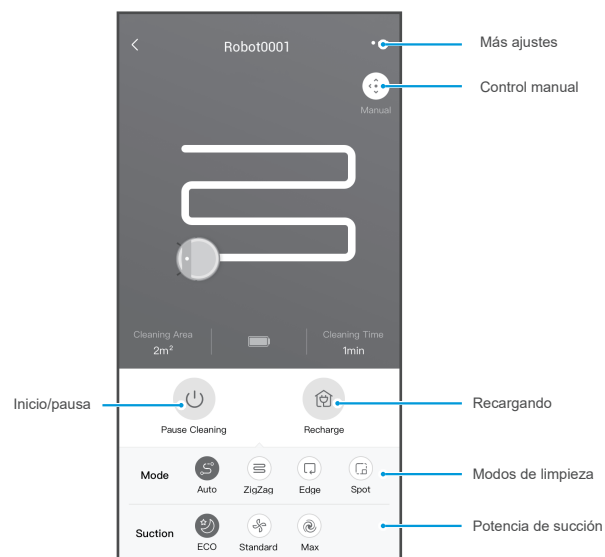 Robot0001
Más ajustes
Control manual
Manual
Cleaning Area
2m²
Cleaning Time
1min
Inicio/pausa
Pause Cleaning
Recharge
Recargando
Mode
Auto
ZigZag
Edge
Spot
Modos de limpieza
Suction
ECO
Standard
Max
Potencia de succión